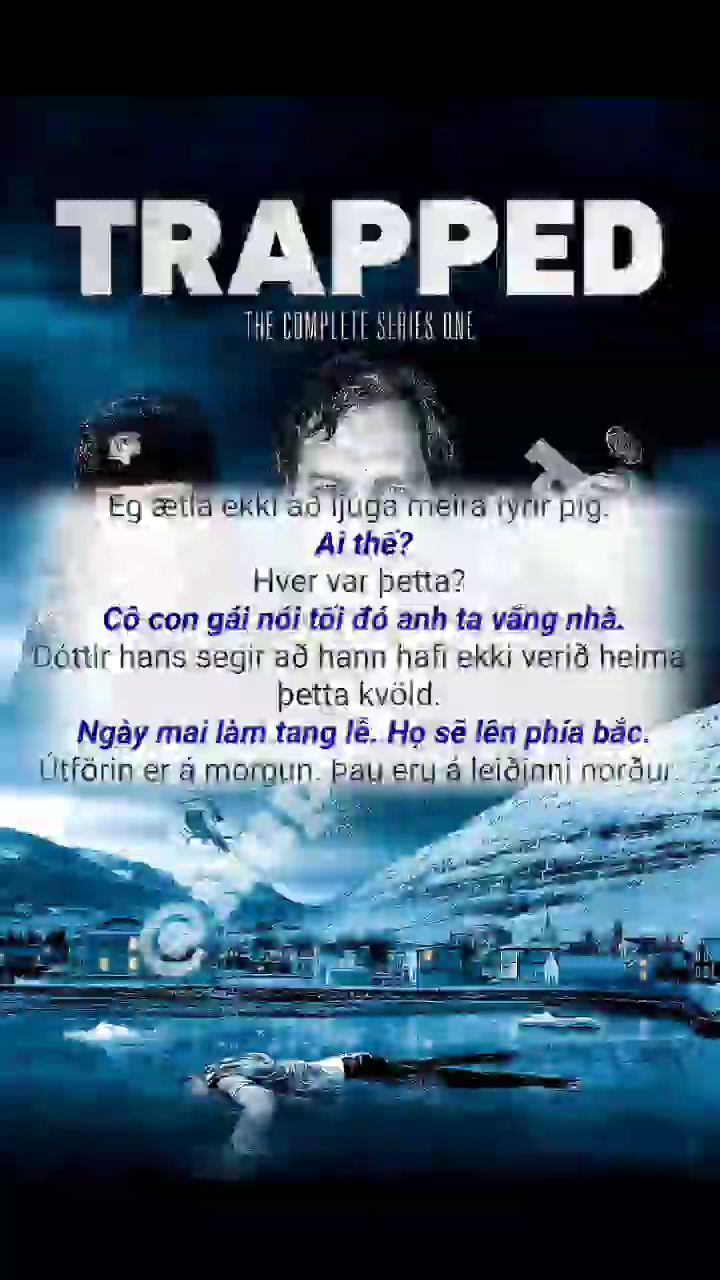 TRAPPED
THE COMPLETE SERIES ONE
Ég ætla ekki að ljúga meira fyrir þig.
Ai thế?
Hver var þetta?
Cô con gái nói tối đó anh ta vắng nhà.
Dóttir hans segir að hann hafi ekki verið heima
þetta kvöld.
Ngày mai làm tang lễ. Họ sẽ lên phía bắc.
Útförin er á morgun. Þau eru á leiðinni norður.
©